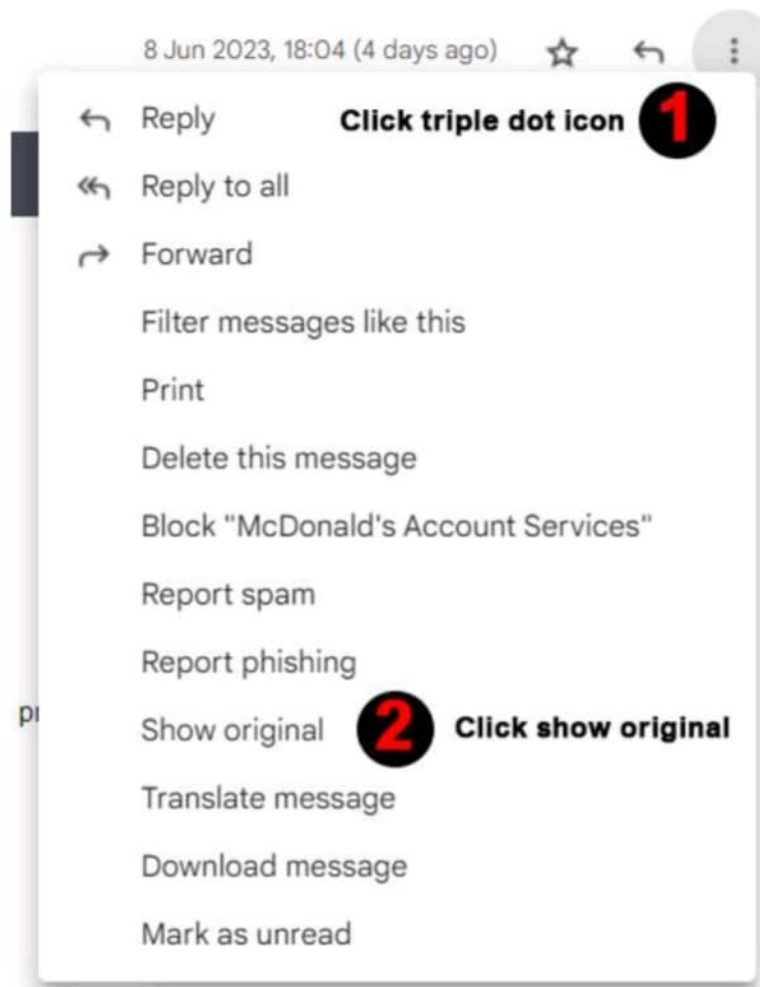 8 Jun 2023, 18:04 (4 days ago)
Reply Click triple dot icon 1
Reply to all
Forward
Filter messages like this
Print
Delete this message
Block "McDonald's Account Services"
Report spam
Report phishing
Show original 2 Click show original
Translate message
Download message
Mark as unread